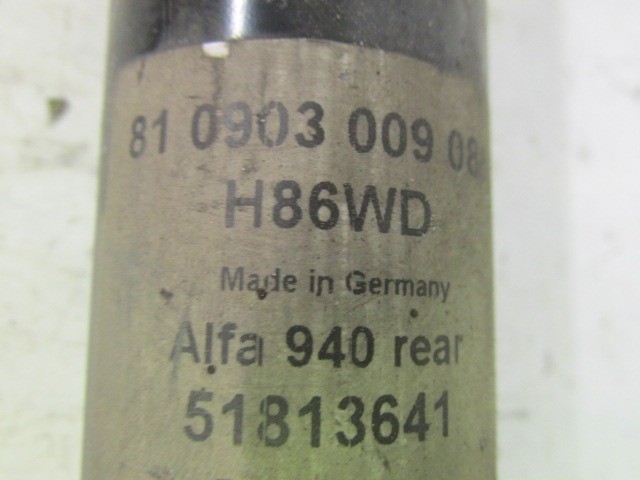 81 0903 009 08
H86WD
Made in Germany
Alfa 940 rear
51813641